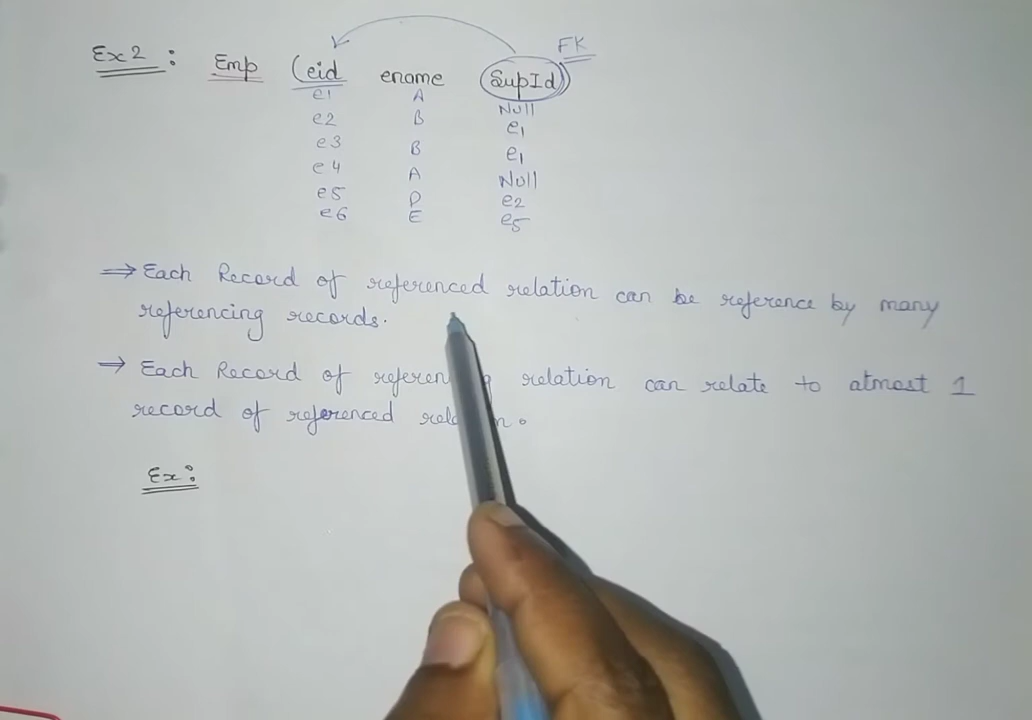 Ex2 : Emp (eid ename SupId) FK
e1 A Null
e2 B e1
e3 B e1
e4 A Null
e5 D e2
e6 E e5
⇒ Each Record of referenced relation can be reference by many
referencing records.
⇒ Each Record of referen g relation can relate to atmost 1
record of referenced rela n.
Ex: